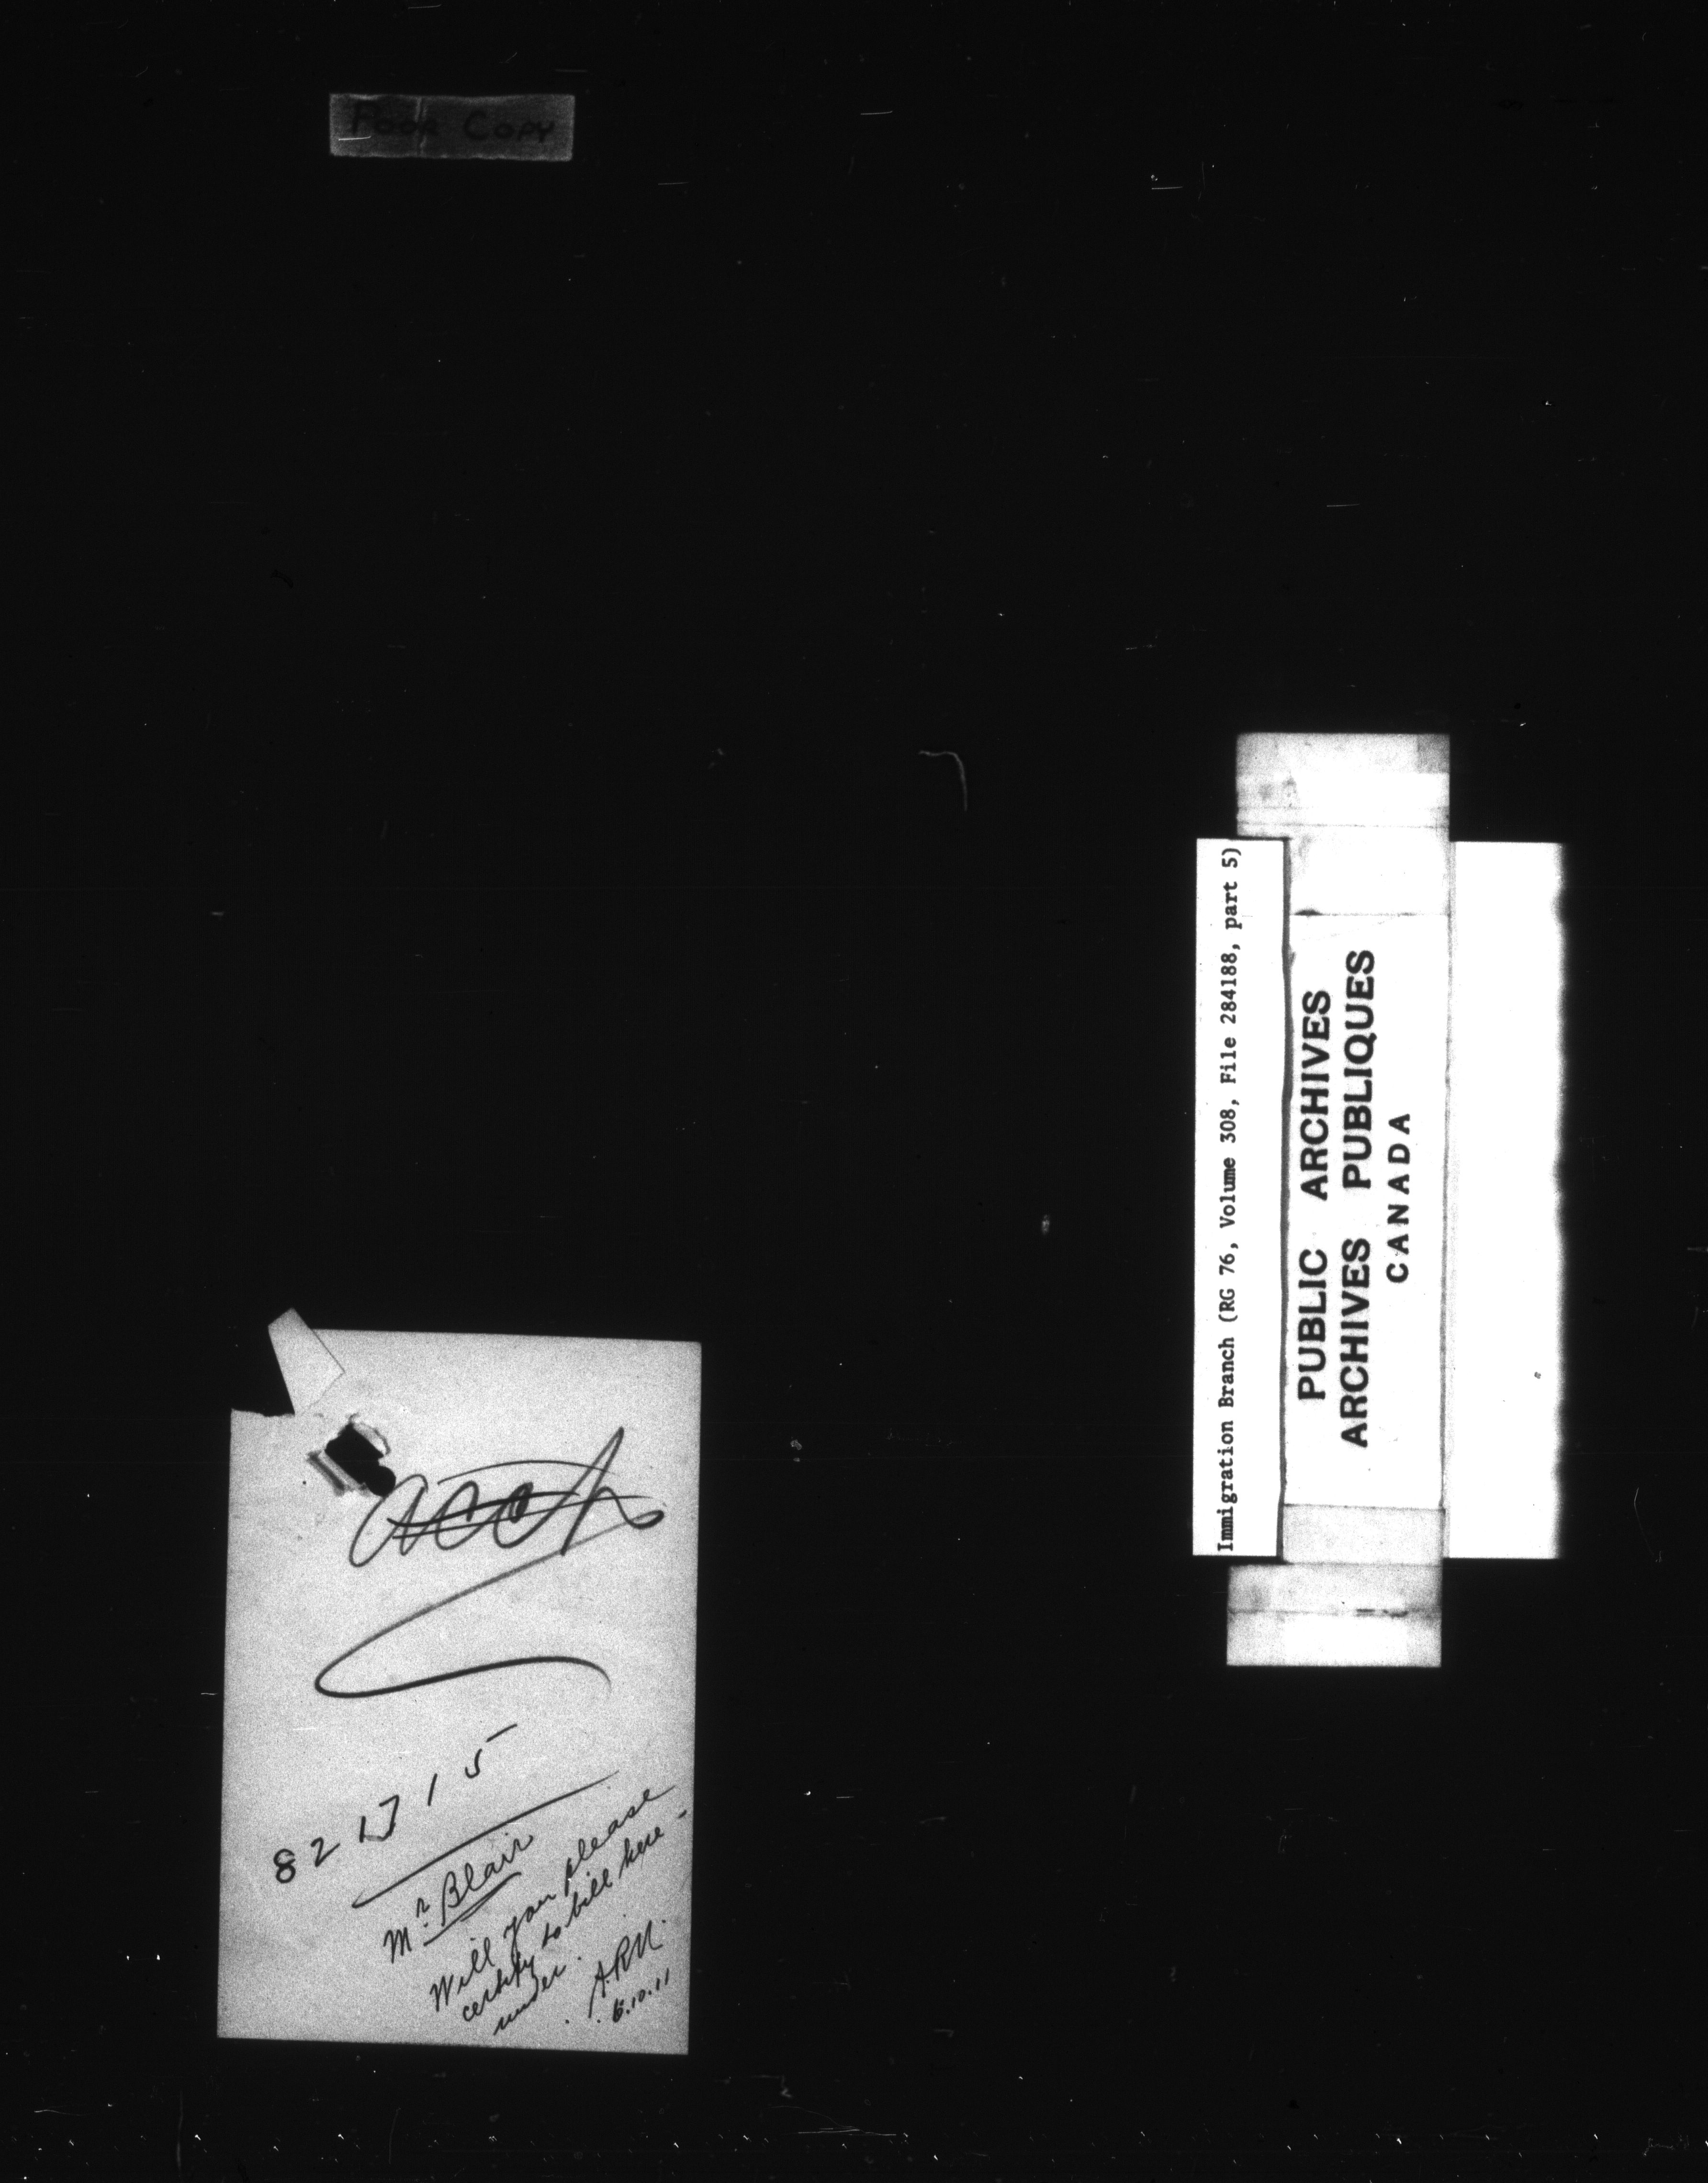 Poor Copy
Acct
821715
Mr Blair
Will you please
certify to bill here-
under.
6.10.11
Immigration Branch (RG 76, Volume 308, File 284188, part 5)
PUBLIC ARCHIVES
ARCHIVES PUBLIQUES
CANADA